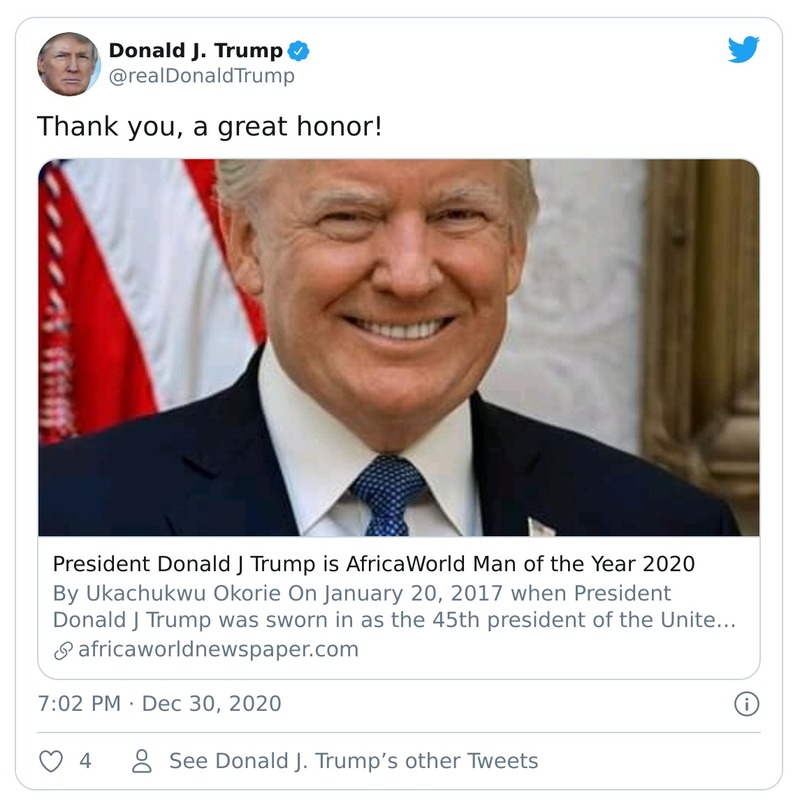 Donald J. Trump
@realDonaldTrump
Thank you, a great honor!
President Donald J Trump is AfricaWorld Man of the Year 2020
By Ukachukwu Okorie On January 20, 2017 when President
Donald J Trump was sworn in as the 45th president of the Unite…
africaworldnewspaper.com
7:02 PM · Dec 30, 2020
4
See Donald J. Trump’s other Tweets